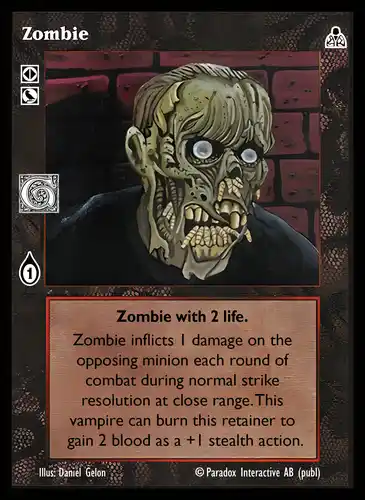 Zombie
1
Zombie with 2 life.
Zombie inflicts 1 damage on the
opposing minion each round of
combat during normal strike
resolution at close range. This
vampire can burn this retainer to
gain 2 blood as a +1 stealth action.
Illus: Daniel Gelon
© Paradox Interactive AB (publ)